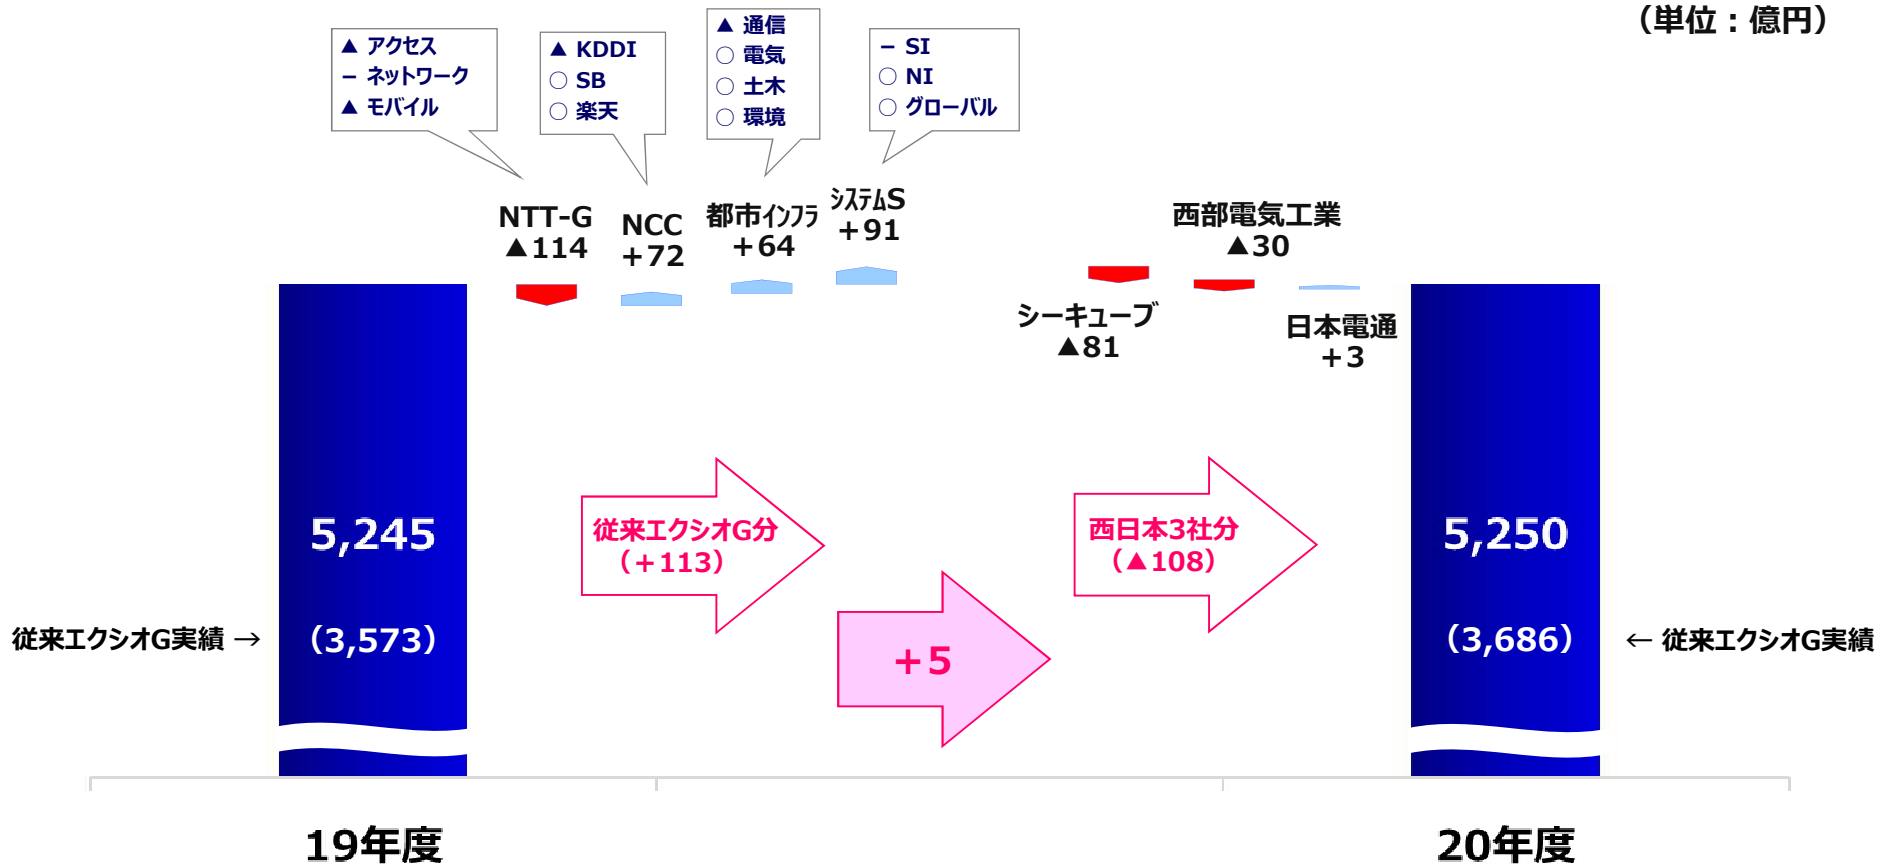 （単位：億円）
▲ アクセス
－ ネットワーク
▲ モバイル
▲ KDDI
○ SB
○ 楽天
▲ 通信
○ 電気
○ 土木
○ 環境
－ SI
○ NI
○ グローバル
NTT-G
▲114
NCC
+72
都市インフラ
+64
システムS
+91
シーキューブ
▲81
西部電気工業
▲30
日本電通
+3
5,245
（3,573）
従来エクシオG実績 →
従来エクシオG分
（+113）
+5
西日本3社分
（▲108）
5,250
（3,686）
← 従来エクシオG実績
19年度
20年度